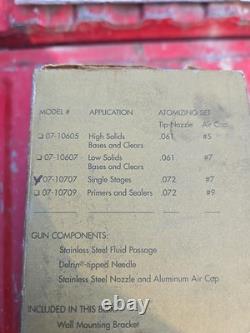 MODEL # APPLICATION ATOMIZING SET
Tip-Nozzle Air Cap
07-10605 High Solids .061 #5
Bases and Clears
07-10607 Low Solids .061 #7
Bases and Clears
07-10707 Single Stages .072 #7
07-10709 Primers and Sealers .072 #9
GUN COMPONENTS:
Stainless Steel Fluid Passage
Delrin®-tipped Needle
Stainless Steel Nozzle and Aluminum Air Cap
INCLUDED IN THIS BOX
Wall Mounting Bracket